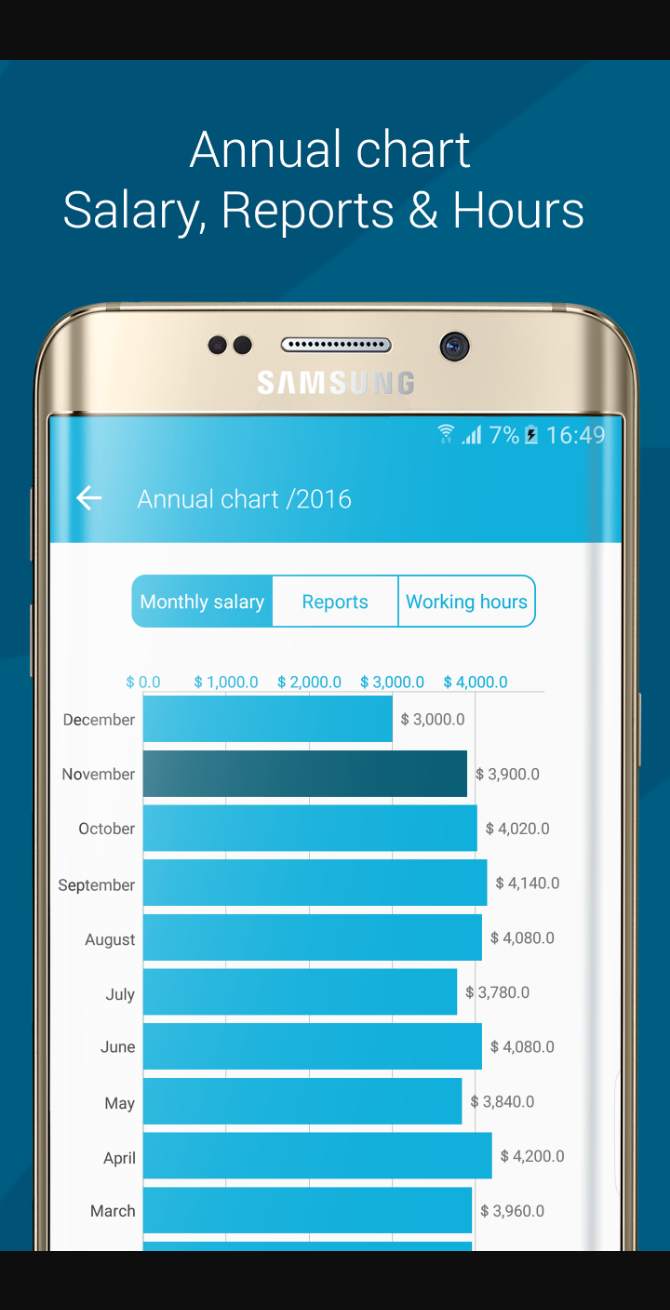 Annual chart
Salary, Reports & Hours
SAMSUNG
7% 16:49
Annual chart /2016
Monthly salary Reports Working hours
$ 0.0 $ 1,000.0 $ 2,000.0 $ 3,000.0 $ 4,000.0
December $ 3,000.0
November $ 3,900.0
October $ 4,020.0
September $ 4,140.0
August $ 4,080.0
July $ 3,780.0
June $ 4,080.0
May $ 3,840.0
April $ 4,200.0
March $ 3,960.0